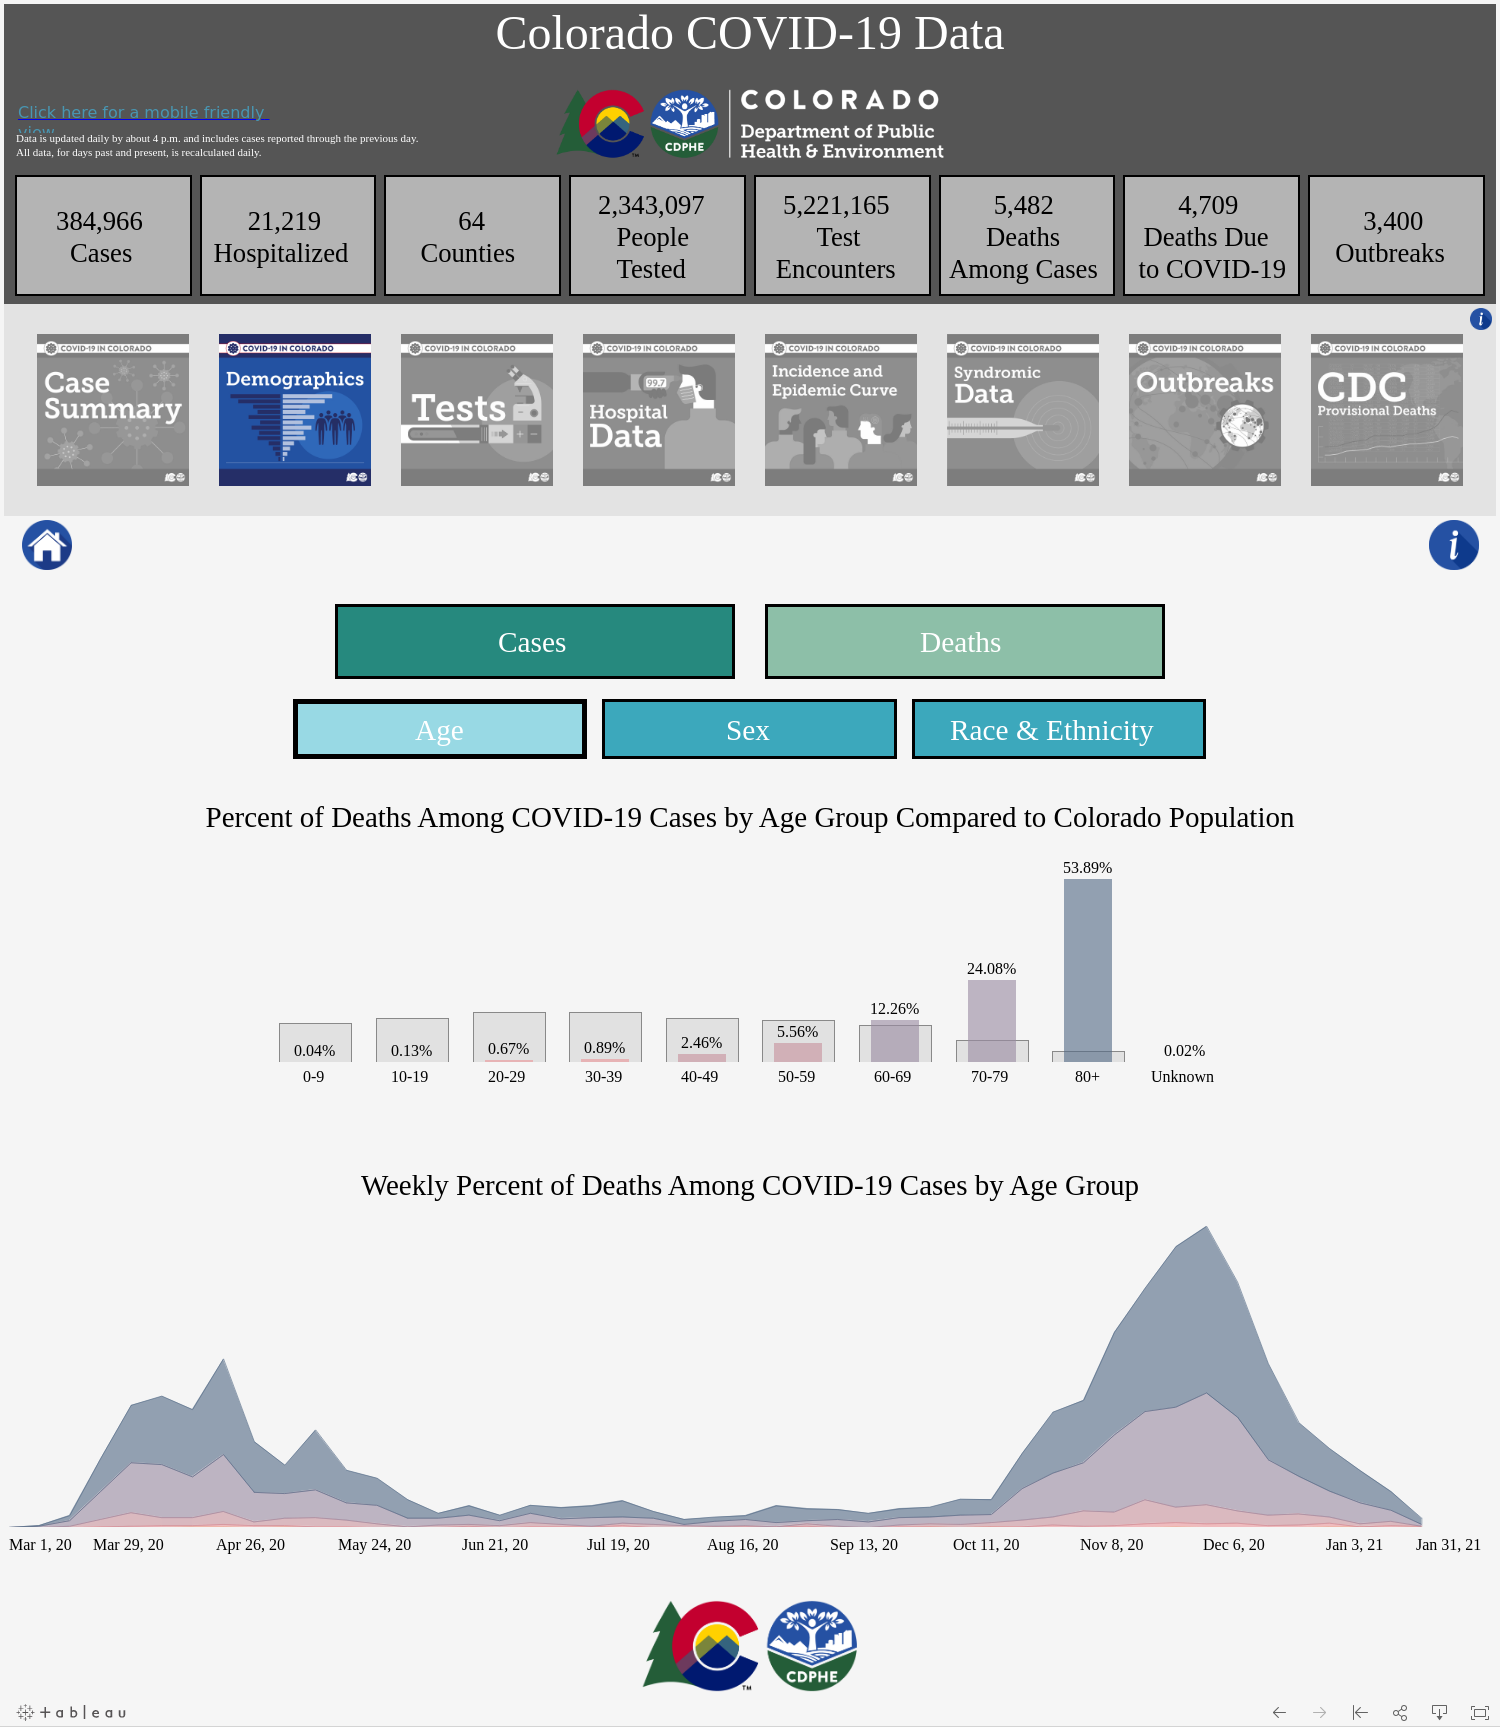 Colorado COVID-19 Data
Click here for a mobile friendly
Data is updated daily by about 4 p.m. and includes cases reported through the previous day.
All data, for days past and present, is recalculated daily.
COLORADO
Department of Public
Health & Environment
CDPHE
TM
384,966
Cases
21,219
Hospitalized
64
Counties
2,343,097
People
Tested
5,221,165
Test
Encounters
5,482
Deaths
Among Cases
4,709
Deaths Due
to COVID-19
3,400
Outbreaks
i
COVID-19 IN COLORADO
Case
Summary
COVID-19 IN COLORADO
Demographics
COVID-19 IN COLORADO
Tests
COVID-19 IN COLORADO
99.7
Hospital
Data
COVID-19 IN COLORADO
Incidence and
Epidemic Curve
COVID-19 IN COLORADO
Syndromic
Data
COVID-19 IN COLORADO
Outbreaks
COVID-19 IN COLORADO
CDC
Provisional Deaths
i
Cases
Deaths
Age
Sex
Race & Ethnicity
Percent of Deaths Among COVID-19 Cases by Age Group Compared to Colorado Population
0.04% 0.13% 0.67% 0.89% 2.46% 5.56% 12.26% 24.08% 53.89% 0.02%
0-9 10-19 20-29 30-39 40-49 50-59 60-69 70-79 80+ Unknown
Weekly Percent of Deaths Among COVID-19 Cases by Age Group
Mar 1, 20 Mar 29, 20 Apr 26, 20 May 24, 20 Jun 21, 20 Jul 19, 20 Aug 16, 20 Sep 13, 20 Oct 11, 20 Nov 8, 20 Dec 6, 20 Jan 3, 21 Jan 31, 21
TM
CDPHE
+ableau